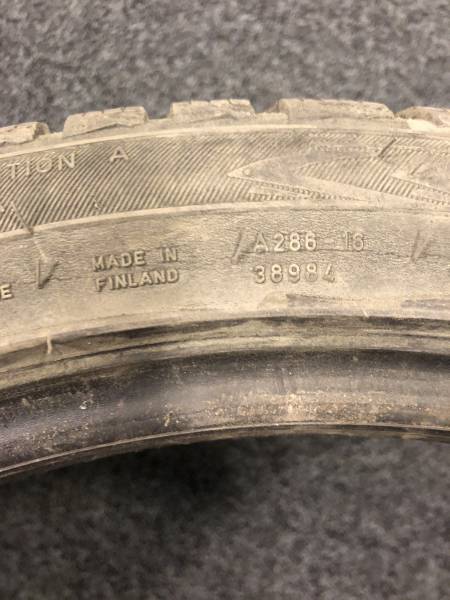 TION A
E
MADE IN
FINLAND
A286-16
38984